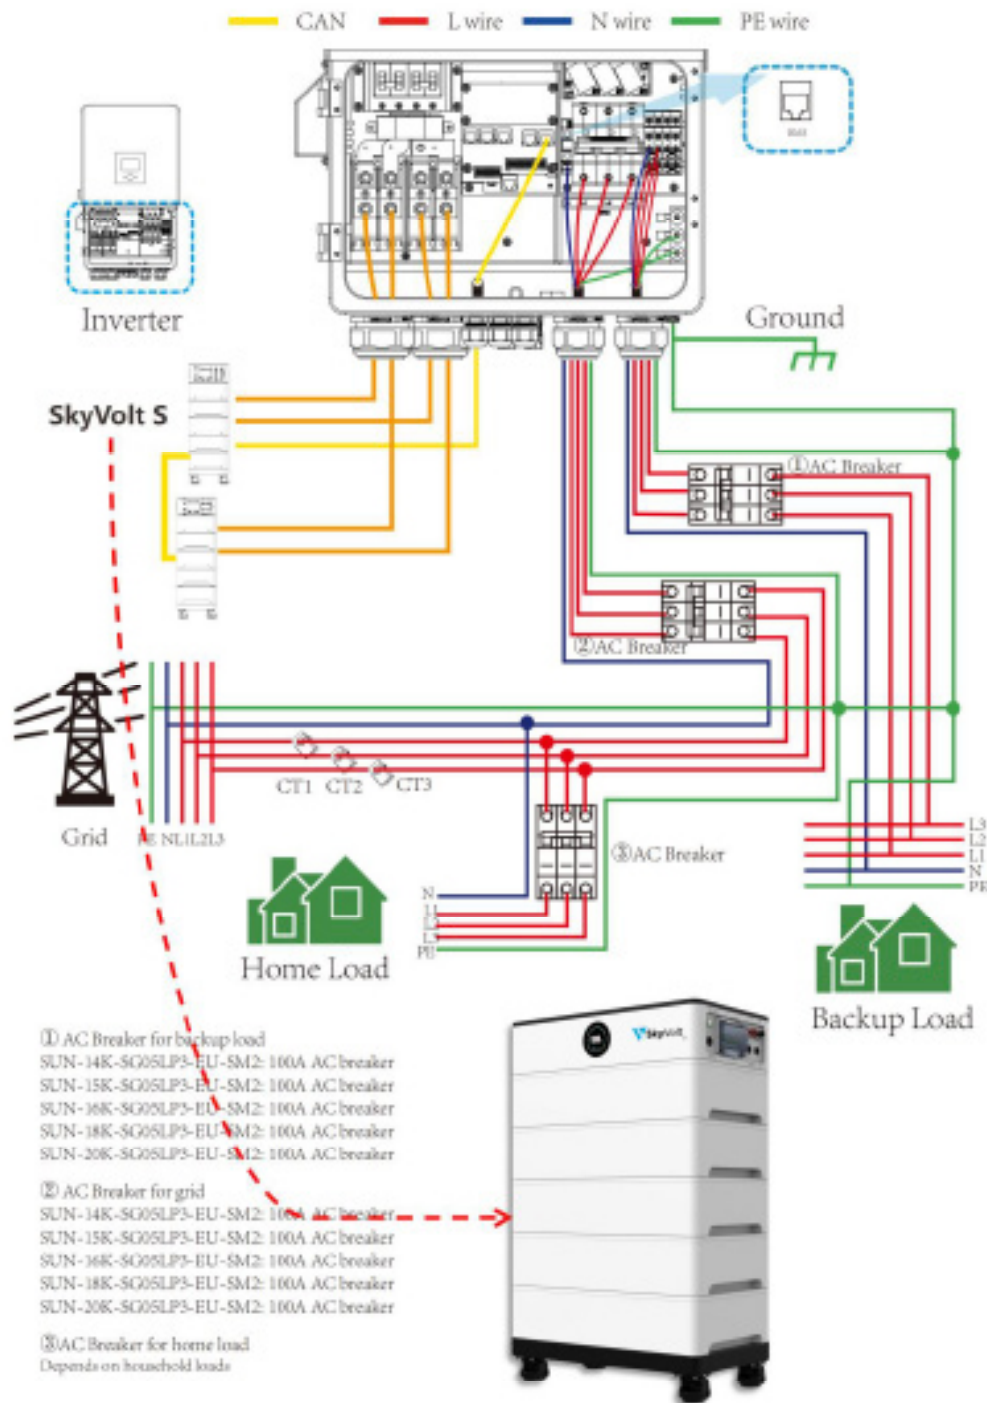 CAN
L wire
N wire
PE wire
Inverter
Ground
SkyVolt S
①AC Breaker
②AC Breaker
CT1
CT2
CT3
Grid
PE NL1L2L3
③AC Breaker
N
L1
L2
L3
PE
L3
L2
L1
N
PE
Home Load
Backup Load
SkyVolt
① AC Breaker for backup load
SUN-14K-SG05LP3-EU-SM2: 100A AC breaker
SUN-15K-SG05LP3-EU-SM2: 100A AC breaker
SUN-16K-SG05LP3-EU-SM2: 100A AC breaker
SUN-18K-SG05LP3-EU-SM2: 100A AC breaker
SUN-20K-SG05LP3-EU-SM2: 100A AC breaker
② AC Breaker for grid
SUN-14K-SG05LP3-EU-SM2: 100A AC breaker
SUN-15K-SG05LP3-EU-SM2: 100A AC breaker
SUN-16K-SG05LP3-EU-SM2: 100A AC breaker
SUN-18K-SG05LP3-EU-SM2: 100A AC breaker
SUN-20K-SG05LP3-EU-SM2: 100A AC breaker
③AC Breaker for home load
Depends on household loads